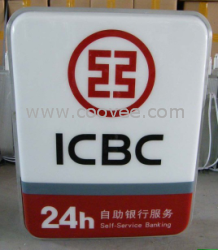 ICBC
24h 自助银行服务
Self-Service Banking
www.coovee.com